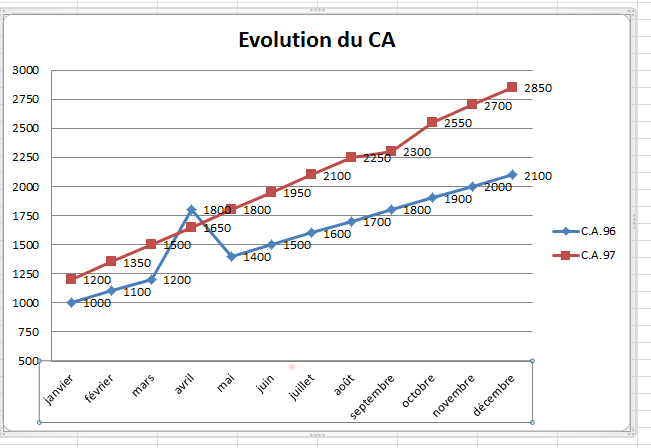 Evolution du CA
3000
2750
2500
2250
2000
1750
1500
1250
1000
750
500
1200
1350
1500
1650
1800
1950
2100
2250
2300
2550
2700
2850
1000
1100
1200
1800
1400
1500
1600
1700
1800
1900
2000
2100
janvier
février
mars
avril
mai
juin
juillet
août
septembre
octobre
novembre
décembre
C.A.96
C.A.97